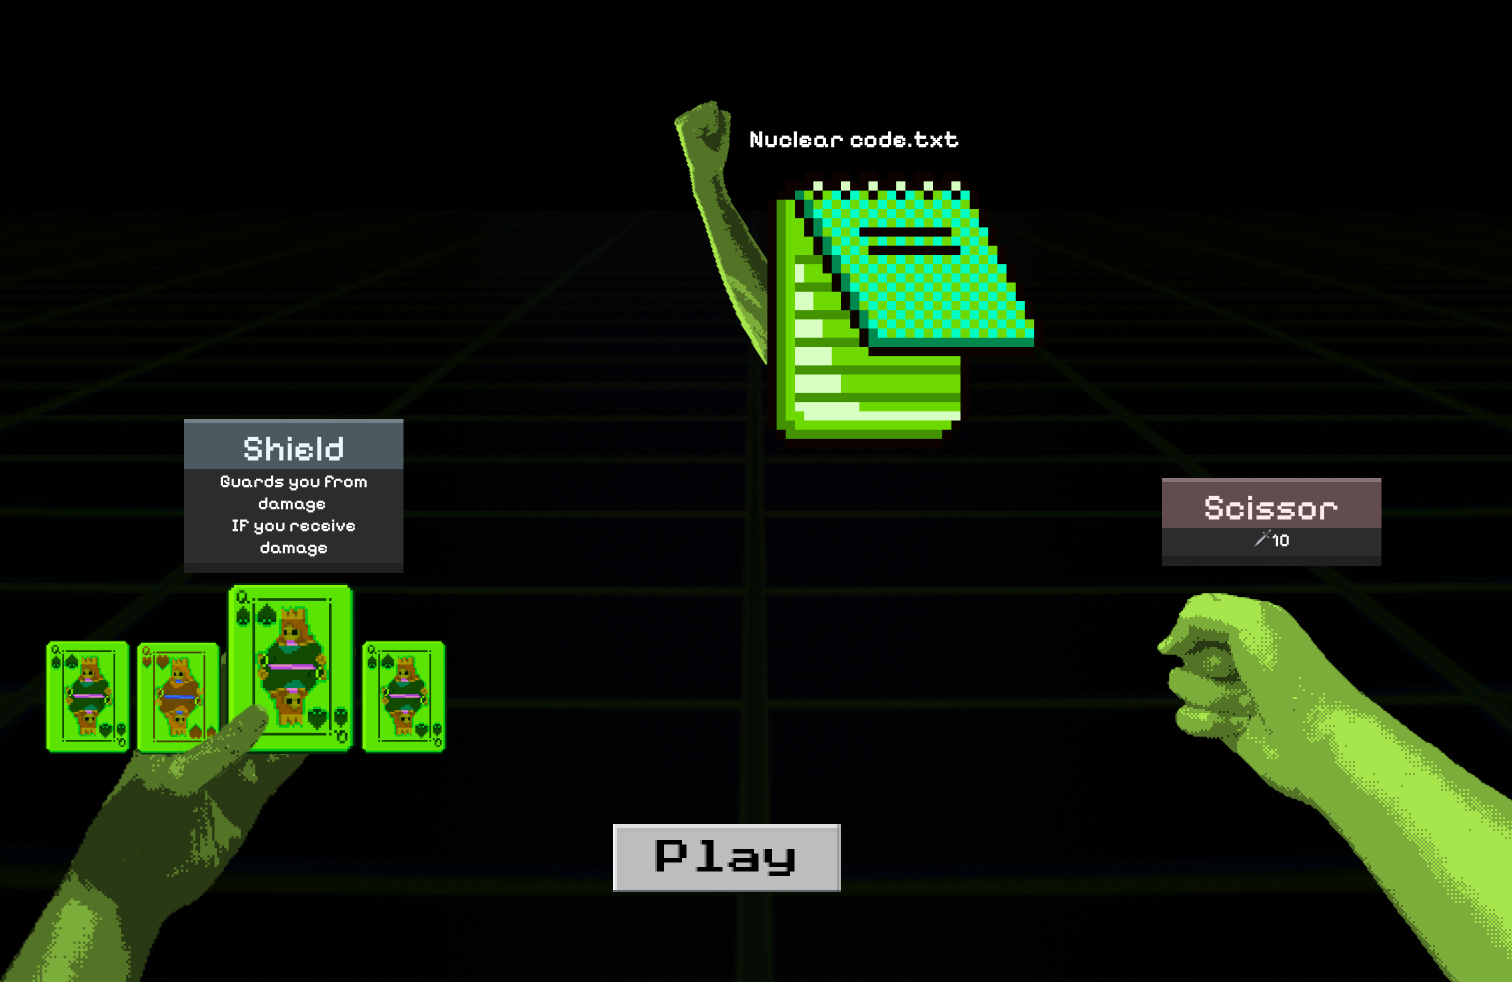 Nuclear code.txt
Shield
Guards you from
damage
If you receive
damage
Scissor
10
Q
Q
Q
Q
Q
Q
Q
Play